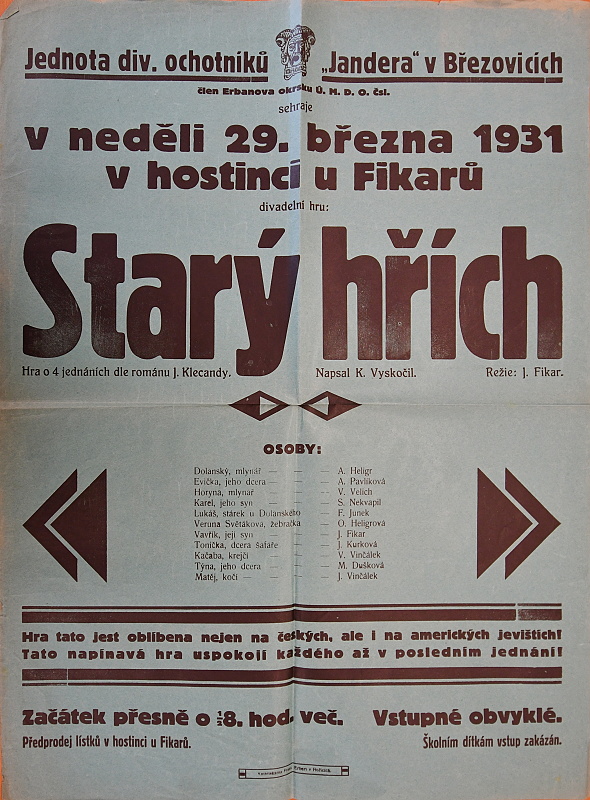 Jednota div. ochotníků „Jandera“ v Březovicích
člen Erbanova okrsku Ú. M. D. O. čsl.
sehraje
v neděli 29. března 1931
v hostinci u Fikarů
divadelní hru:
Starý hřích
Hra o 4 jednáních dle románu J. Klecandy. Napsal K. Vyskočil. Režie: J. Fikar.
OSOBY:
Dolanský, mlynář — — — A. Heligr
Evička, jeho dcera — — — A. Pavlíková
Horyna, mlynář — — — V. Velich
Karel, jeho syn — — — S. Nekvapil
Lukáš, stárek u Dolanského — F. Junek
Veruna Světákova, žebračka — O. Heligrová
Vavřík, její syn — — — J. Fikar
Tonička, dcera šafáře — — J. Kurková
Kačaba, krejčí — — — V. Vinčálek
Týna, jeho dcera — — — M. Dušková
Matěj, kočí — — — — J. Vinčálek
Hra tato jest oblíbena nejen na českých, ale i na amerických jevištích!
Tato napínavá hra uspokojí každého až v posledním jednání!
Začátek přesně o ½8. hod. več. Vstupné obvyklé.
Předprodej lístků v hostinci u Fikarů. Školním dítkám vstup zakázán.